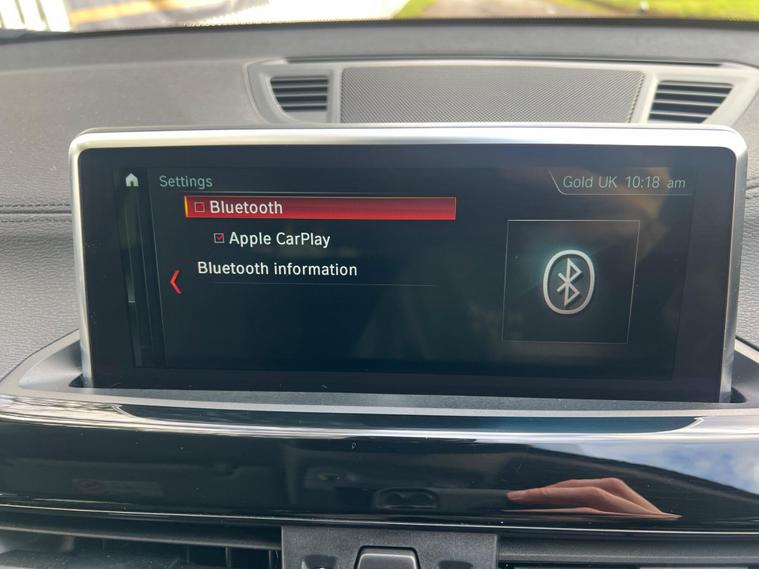 Settings
Gold UK 10:18 am
Bluetooth
Apple CarPlay
Bluetooth information